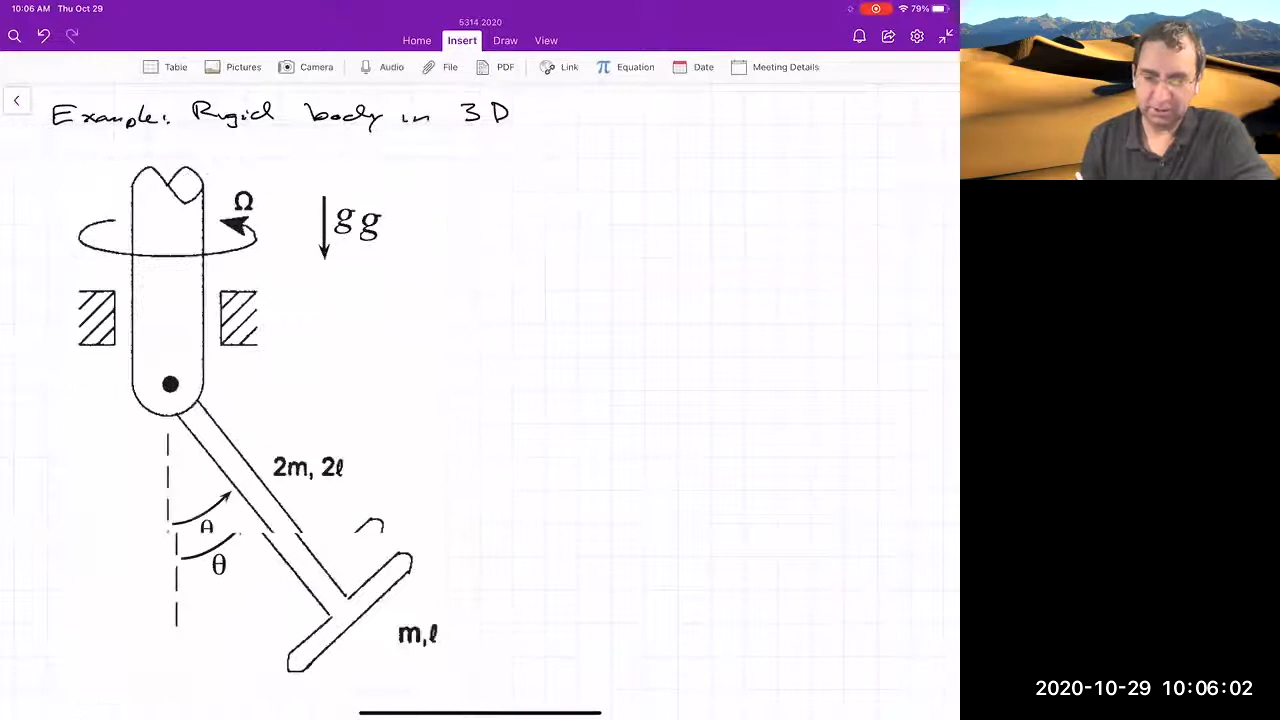 10:06 AM Thu Oct 29
79%
5314 2020
Home Insert Draw View
Table Pictures Camera Audio File PDF Link Equation Date Meeting Details
Example: Rigid body in 3D
Ω
g g
2m, 2ℓ
θ
θ
m,ℓ
2020-10-29 10:06:02